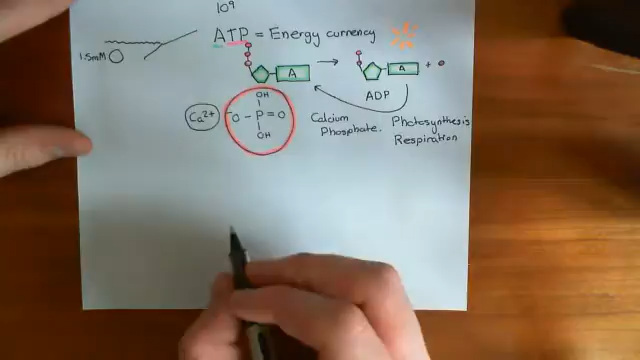 10⁹
ATP = Energy currency
1.5mM
A
A
+
ADP
Ca²⁺
OH
⁻O - P = O
OH
Calcium
Phosphate.
Photosynthesis
Respiration